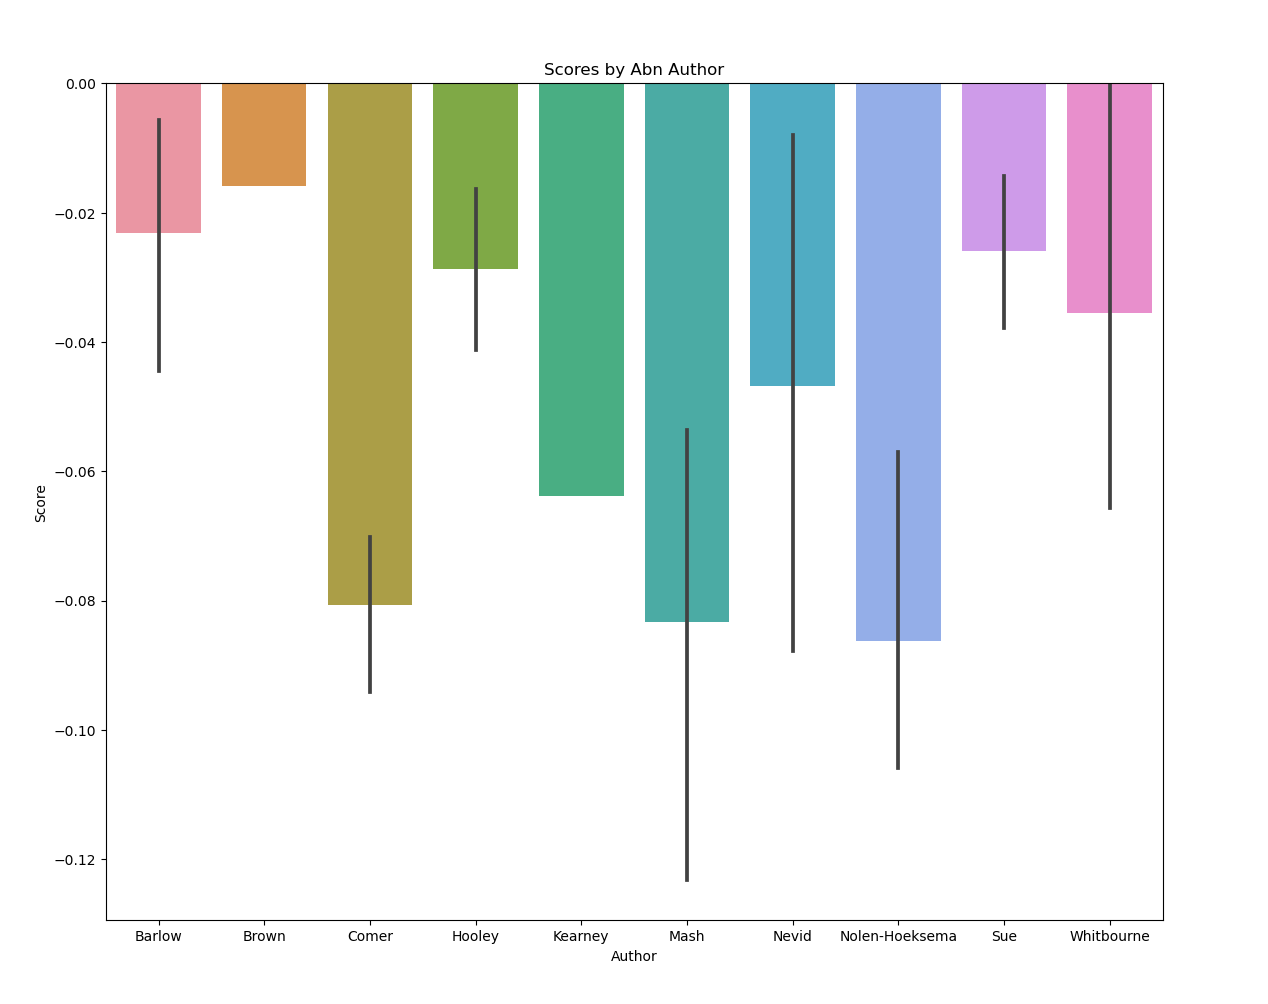 Scores by Abn Author
0.00
−0.02
−0.04
−0.06
−0.08
−0.10
−0.12
Score
Barlow Brown Comer Hooley Kearney Mash Nevid Nolen-Hoeksema Sue Whitbourne
Author